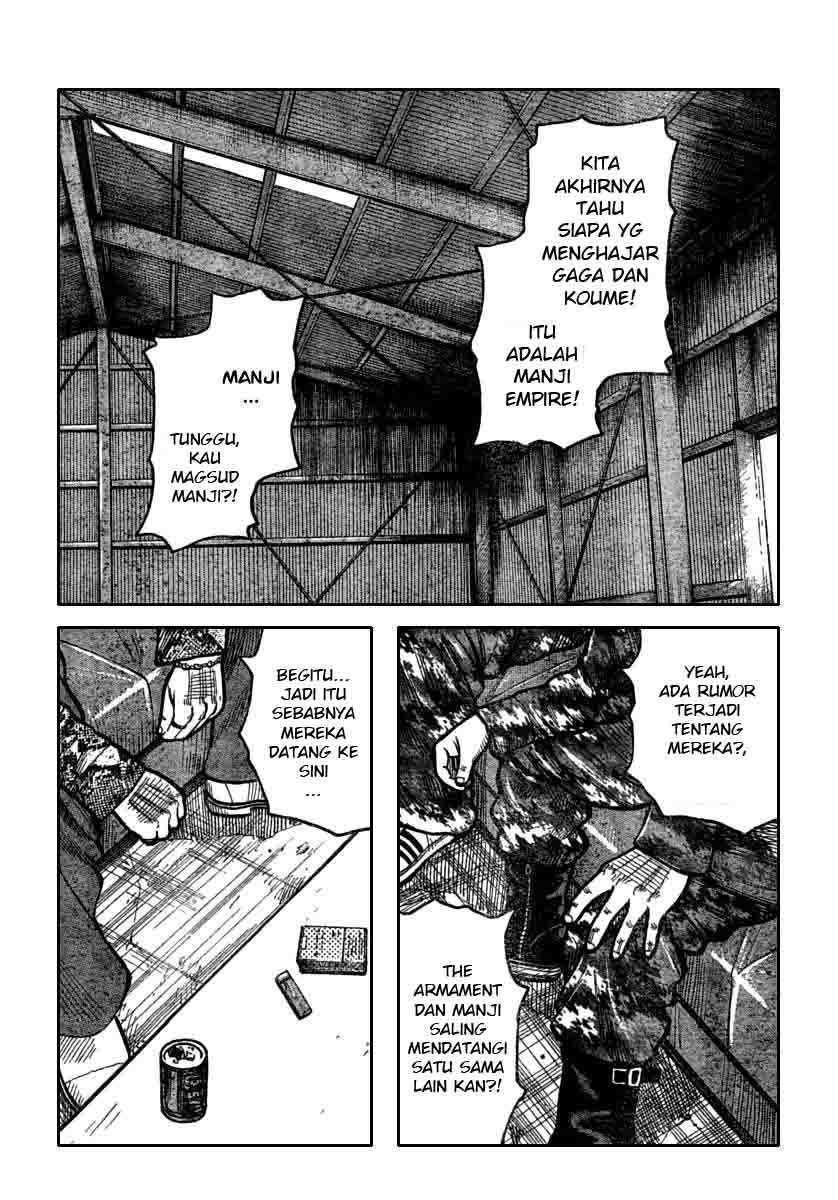 KITA
AKHIRNYA
TAHU
SIAPA YG
MENGHAJAR
GAGA DAN
KOUME!
ITU
ADALAH
MANJI
EMPIRE!
MANJI
...
TUNGGU,
KAU
MAGSUD
MANJI?!
YEAH,
ADA RUMOR
TERJADI
TENTANG
MEREKA?,
THE
ARMAMENT
DAN MANJI
SALING
MENDATANGI
SATU SAMA
LAIN KAN?!
BEGITU...
JADI ITU
SEBABNYA
MEREKA
DATANG KE
SINI
...